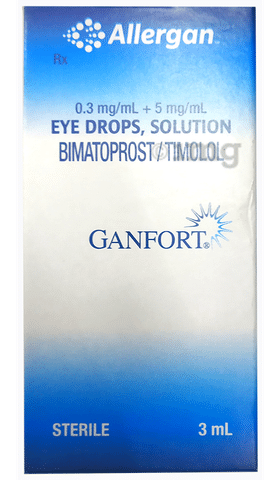 Allergan
Rx
0.3 mg/mL + 5 mg/mL
EYE DROPS, SOLUTION
BIMATOPROST/TIMOLOL
GANFORT®
STERILE 3 mL